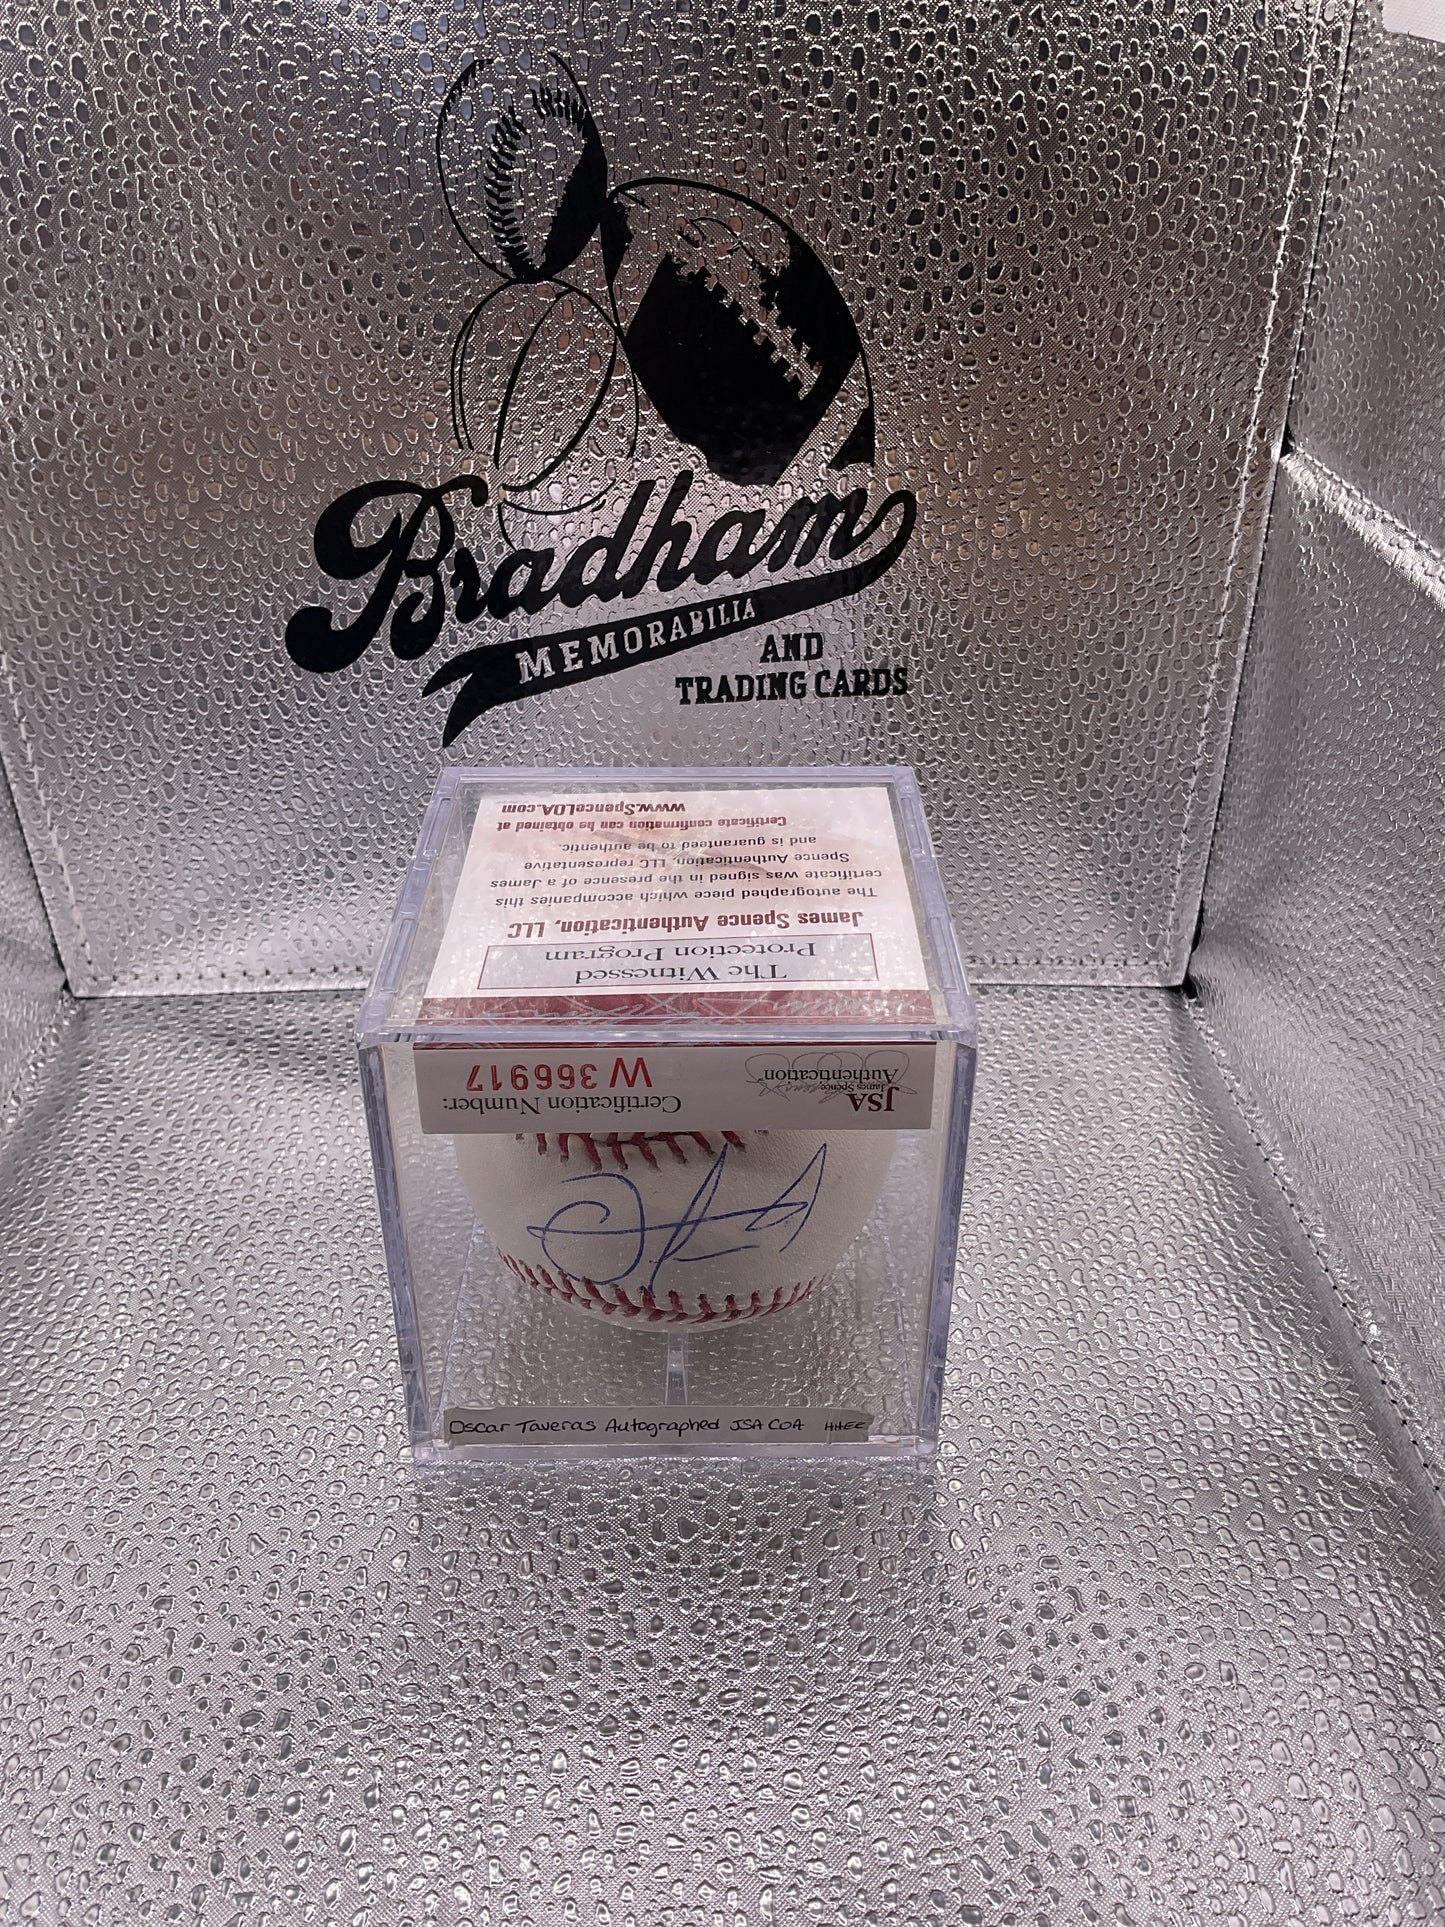 Bradham
MEMORABILIA
AND
TRADING CARDS
The Witnessed
Protection Program
James Spence Authentication, LLC
The autographed piece which accompanies this
certificate was signed in the presence of a James
Spence Authentication, LLC representative
and is guaranteed to be authentic.
Certificate confirmation can be obtained at
www.SpenceLOA.com
JSA
James Spence
Authentication
Certification Number:
W 366917
Oscar Taveras Autographed JSA COA